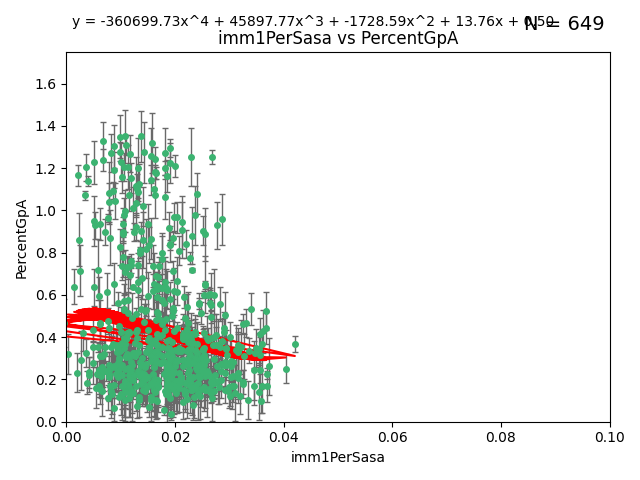 y = -360699.73x^4 + 45897.77x^3 + -1728.59x^2 + 13.76x + 0.50
N = 649
imm1PerSasa vs PercentGpA
PercentGpA
1.6
1.4
1.2
1.0
0.8
0.6
0.4
0.2
0.0
0.00 0.02 0.04 0.06 0.08 0.10
imm1PerSasa